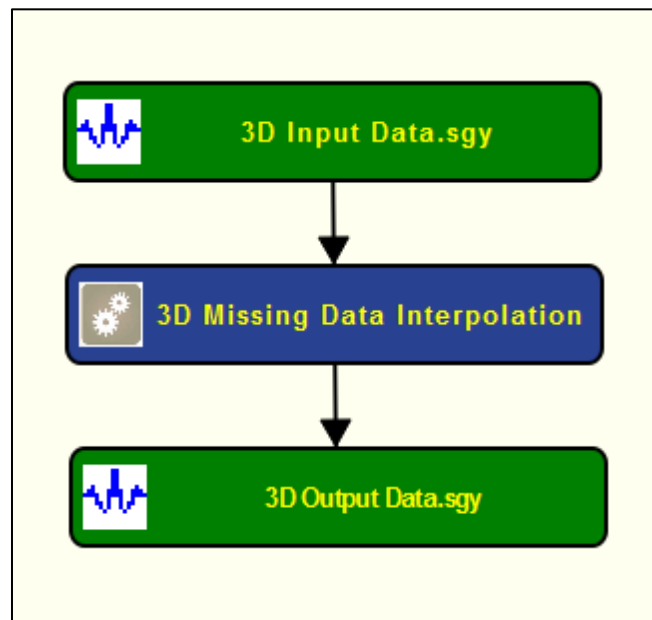 3D Input Data.sgy
3D Missing Data Interpolation
3D Output Data.sgy